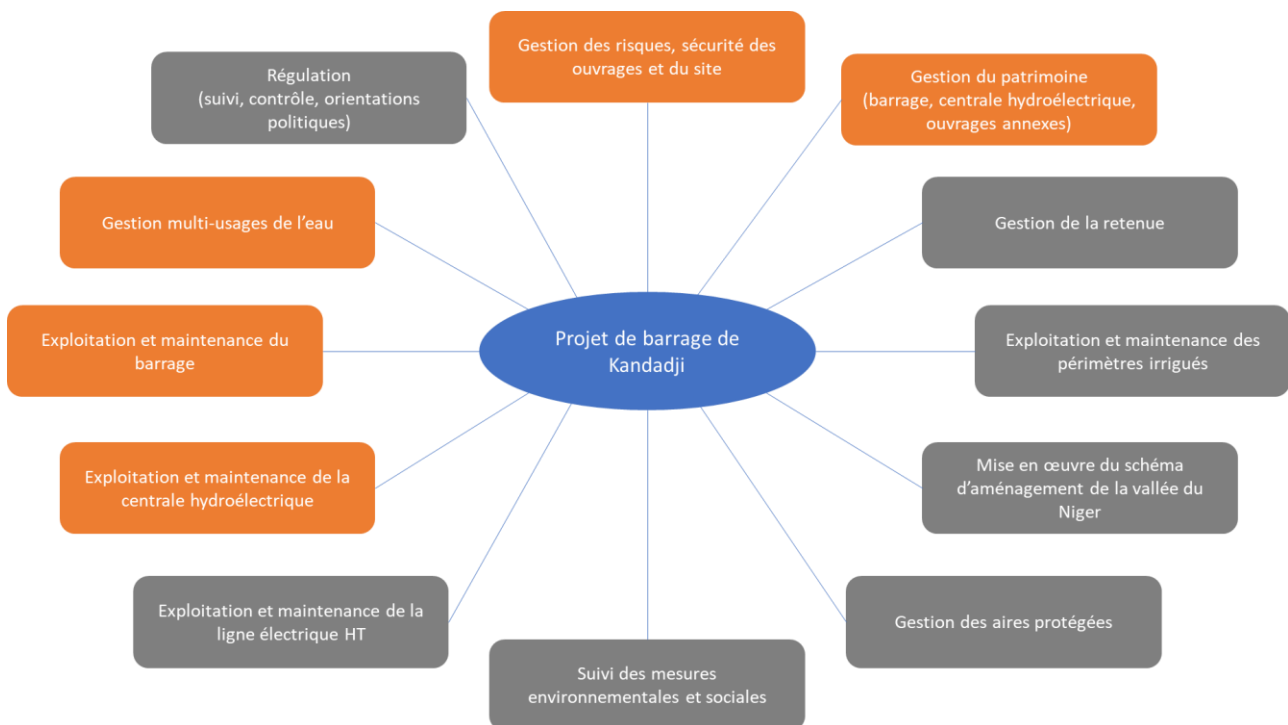 Gestion des risques, sécurité des
ouvrages et du site
Gestion du patrimoine
(barrage, centrale hydroélectrique,
ouvrages annexes)
Gestion de la retenue
Exploitation et maintenance des
périmètres irrigués
Mise en œuvre du schéma
d’aménagement de la vallée du
Niger
Gestion des aires protégées
Suivi des mesures
environnementales et sociales
Exploitation et maintenance de la
ligne électrique HT
Exploitation et maintenance de la
centrale hydroélectrique
Exploitation et maintenance du
barrage
Gestion multi-usages de l’eau
Régulation
(suivi, contrôle, orientations
politiques)
Projet de barrage de
Kandadji